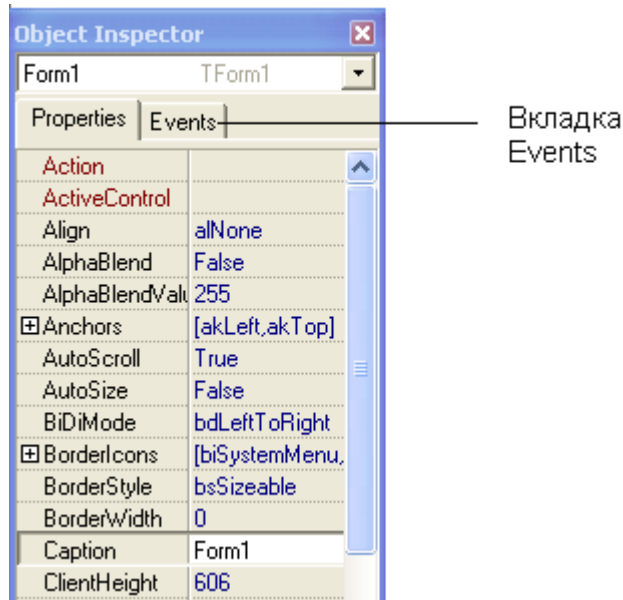 Object Inspector
Form1 TForm1
Properties Events
Вкладка
Events
Action
ActiveControl
Align alNone
AlphaBlend False
AlphaBlendValu 255
Anchors [akLeft,akTop]
AutoScroll True
AutoSize False
BiDiMode bdLeftToRight
BorderIcons [biSystemMenu,
BorderStyle bsSizeable
BorderWidth 0
Caption Form1
ClientHeight 606